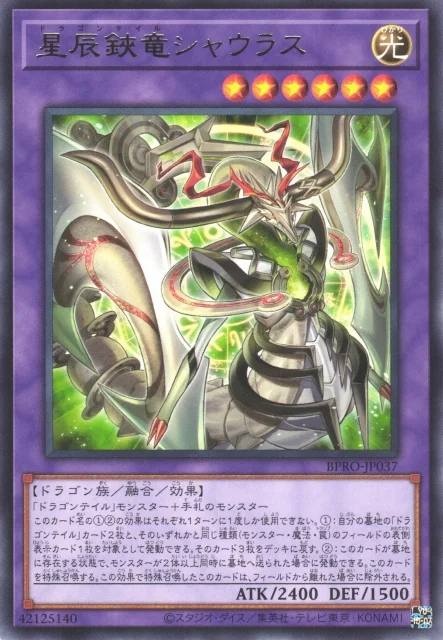 ドラゴンテイル
星辰鋏竜シャウラス
ひかり
光
BPRO-JP037
【ドラゴン族／融合／効果】
「ドラゴンテイル」モンスター＋手札のモンスター
このカード名の①②の効果はそれぞれ1ターンに1度しか使用できない。①：自分の墓地の「ドラ
ゴンテイル」カード2枚と、そのいずれかと同じ種類（モンスター・魔法・罠）のフィールドの表側
表示カード1枚を対象として発動できる。そのカード3枚をデッキに戻す。②：このカードが墓地
に存在する状態で、モンスターが2体以上同時に墓地へ送られた場合に発動できる。このカード
を特殊召喚する。この効果で特殊召喚したこのカードは、フィールドから離れた場合に除外される。
ATK/2400 DEF/1500
42125140
©スタジオ・ダイス／集英社・テレビ東京・KONAMI